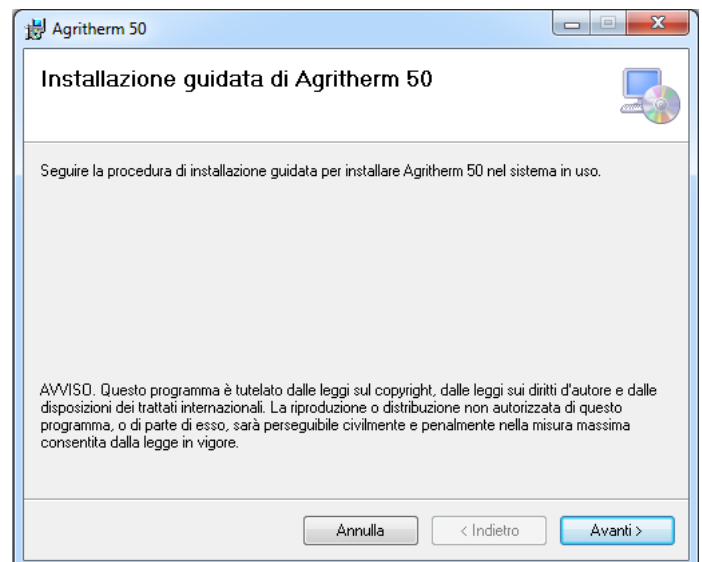 Agritherm 50
Installazione guidata di Agritherm 50
Seguire la procedura di installazione guidata per installare Agritherm 50 nel sistema in uso.
AVVISO. Questo programma è tutelato dalle leggi sul copyright, dalle leggi sui diritti d'autore e dalle
disposizioni dei trattati internazionali. La riproduzione o distribuzione non autorizzata di questo
programma, o di parte di esso, sarà perseguibile civilmente e penalmente nella misura massima
consentita dalla legge in vigore.
Annulla < Indietro Avanti >